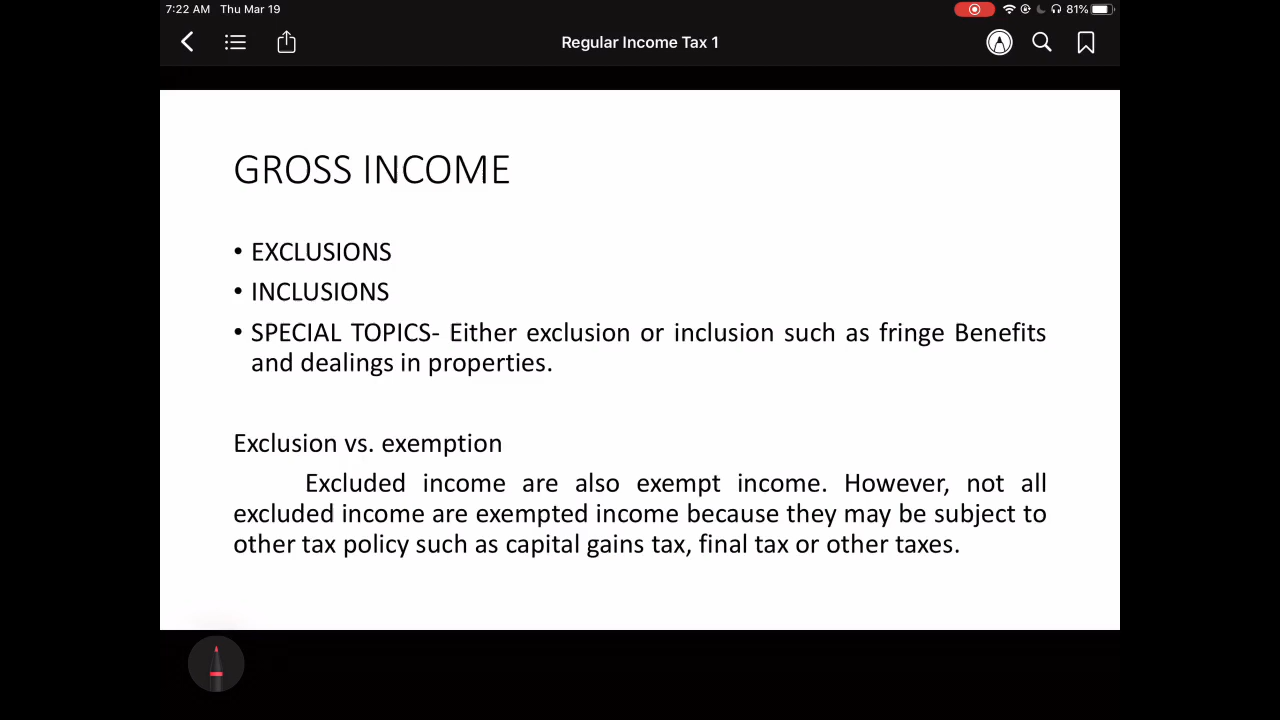 7:22 AM Thu Mar 19
81%
Regular Income Tax 1
GROSS INCOME
• EXCLUSIONS
• INCLUSIONS
• SPECIAL TOPICS- Either exclusion or inclusion such as fringe Benefits
and dealings in properties.
Exclusion vs. exemption
Excluded income are also exempt income. However, not all
excluded income are exempted income because they may be subject to
other tax policy such as capital gains tax, final tax or other taxes.